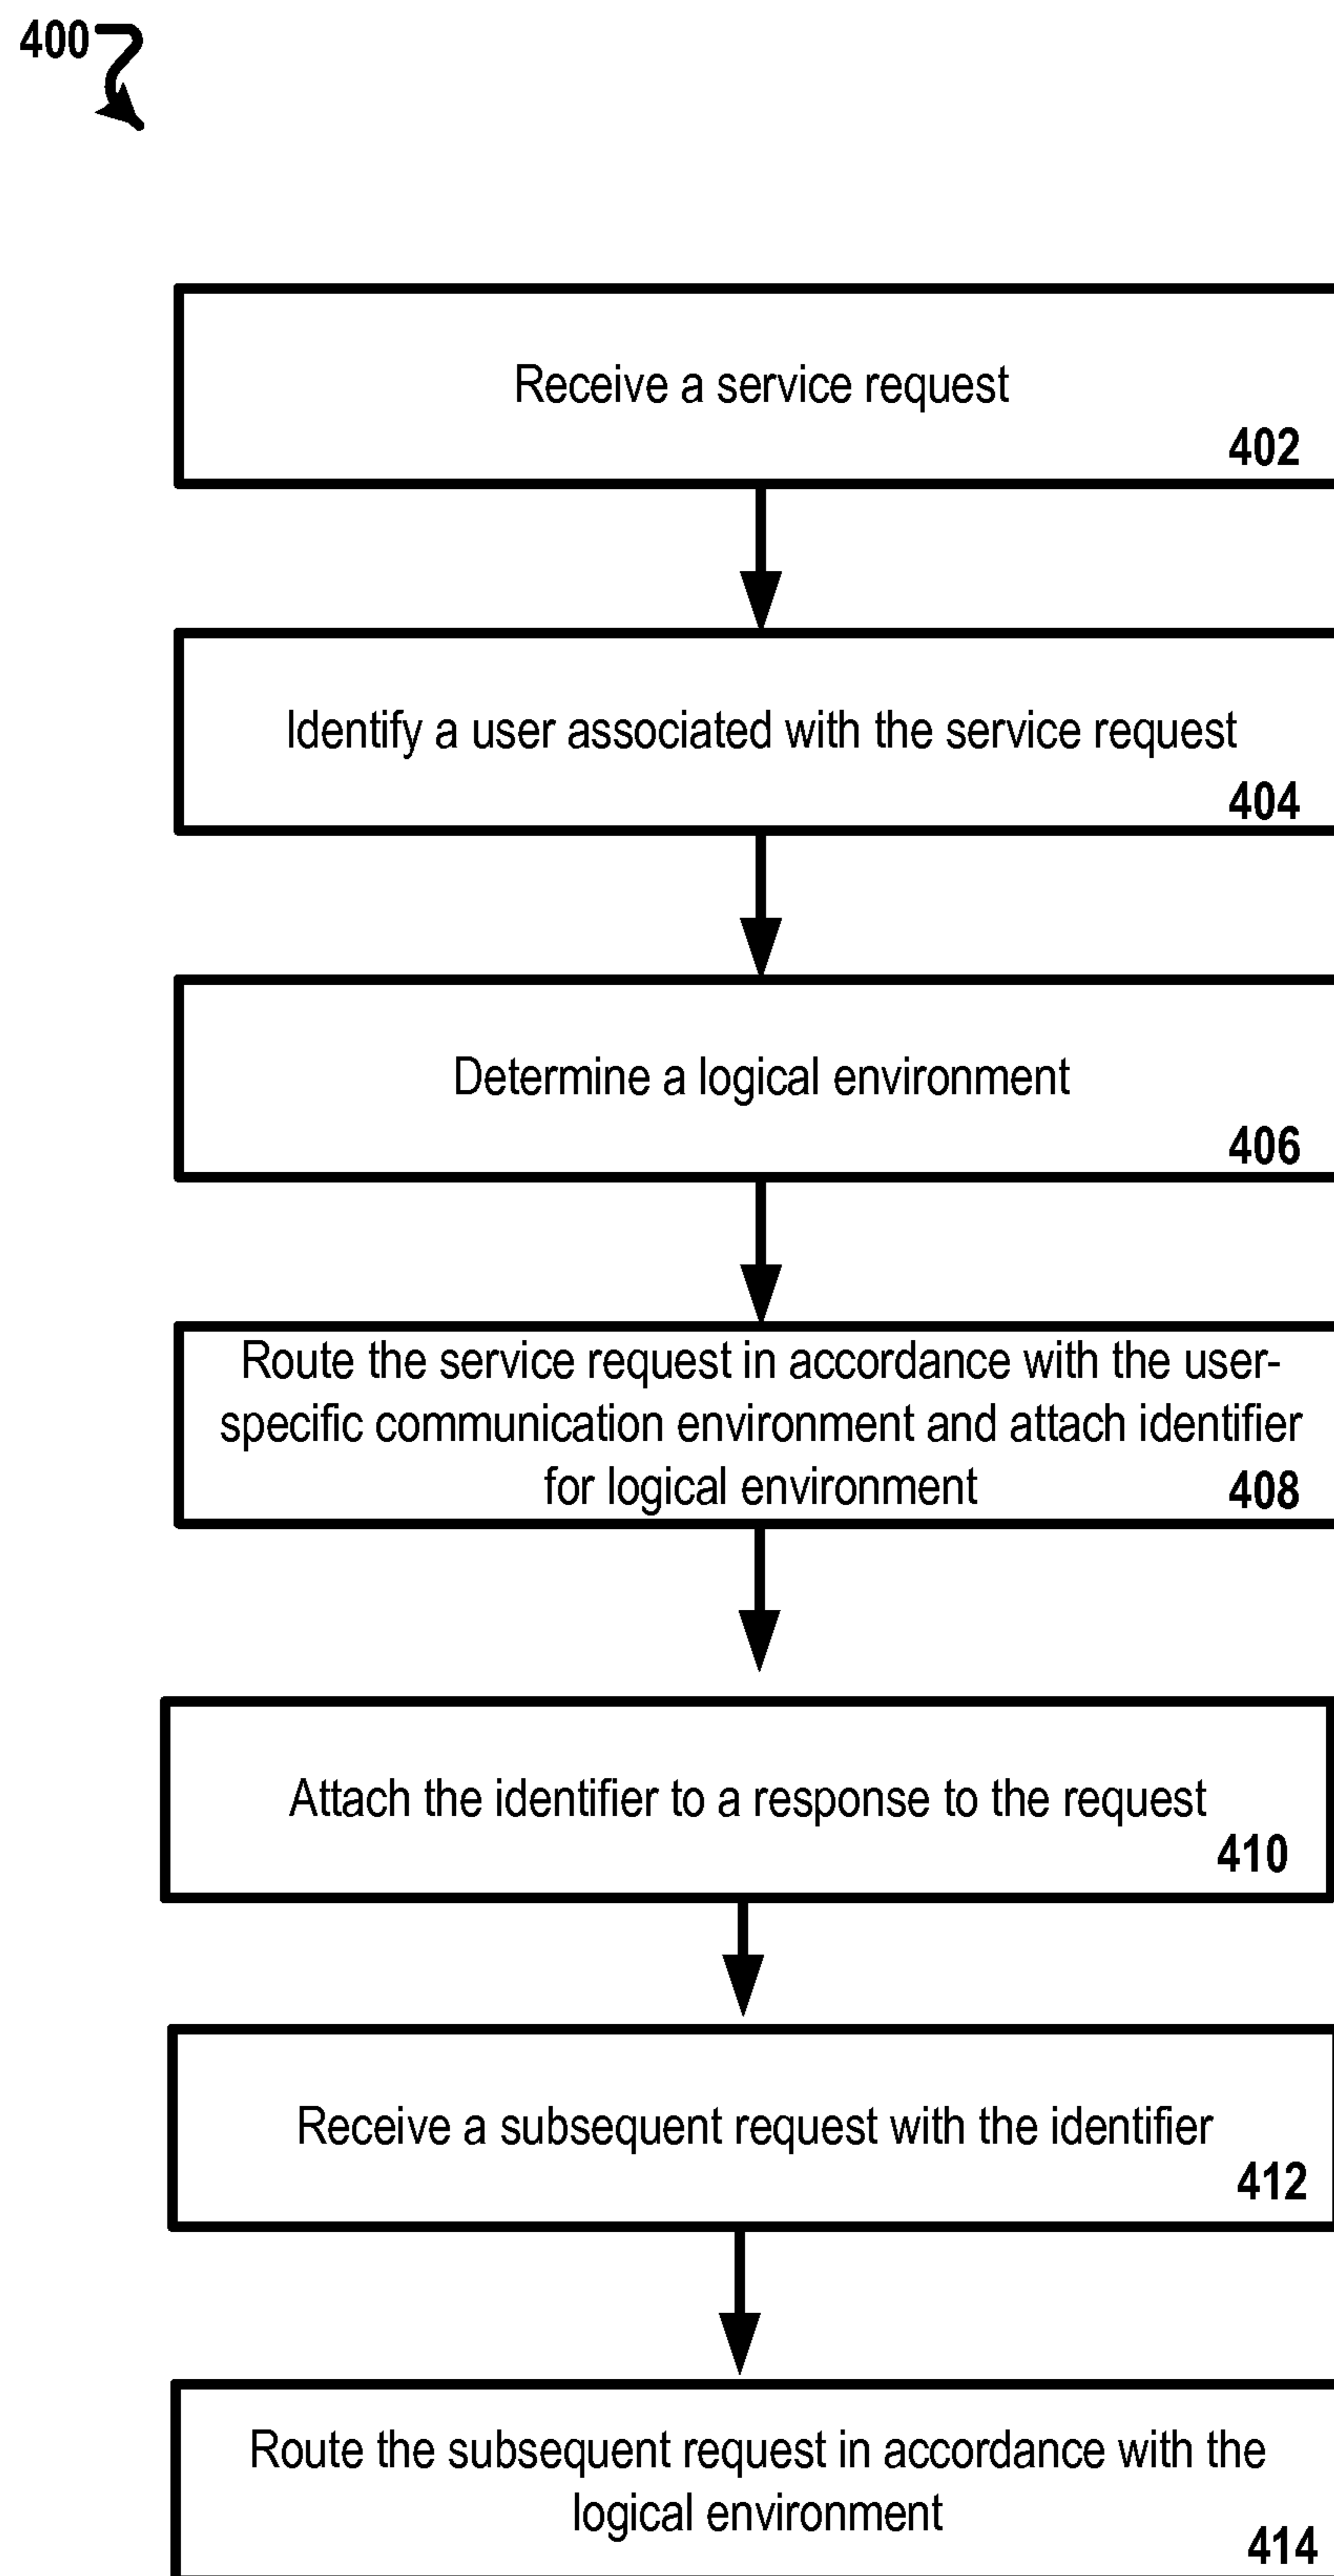 400
Receive a service request
402
Identify a user associated with the service request
404
Determine a logical environment
406
Route the service request in accordance with the user-
specific communication environment and attach identifier
for logical environment
408
Attach the identifier to a response to the request
410
Receive a subsequent request with the identifier
412
Route the subsequent request in accordance with the
logical environment
414